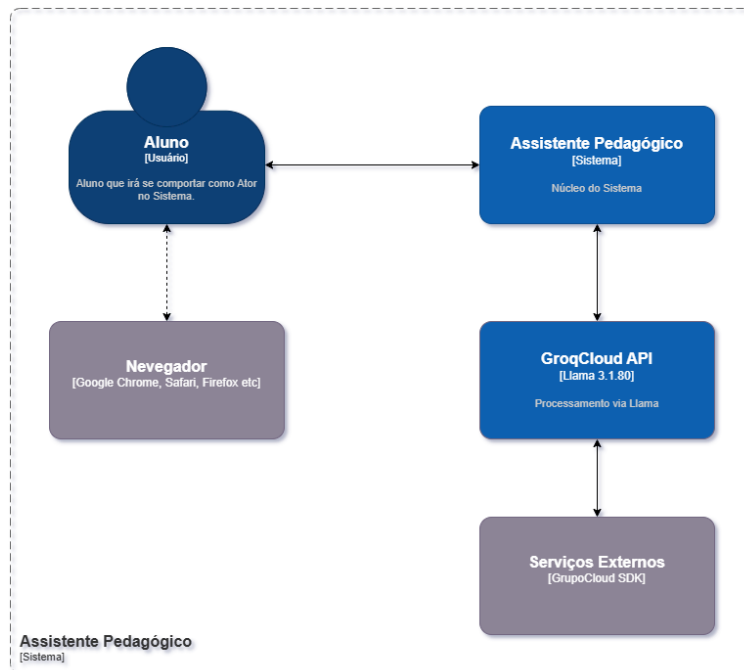 Aluno
[Usuário]
Aluno que irá se comportar como Ator
no Sistema.
Assistente Pedagógico
[Sistema]
Núcleo do Sistema
Nevegador
[Google Chrome, Safari, Firefox etc]
GroqCloud API
[Llama 3.1.80]
Processamento via Llama
Serviços Externos
[GrupoCloud SDK]
Assistente Pedagógico
[Sistema]